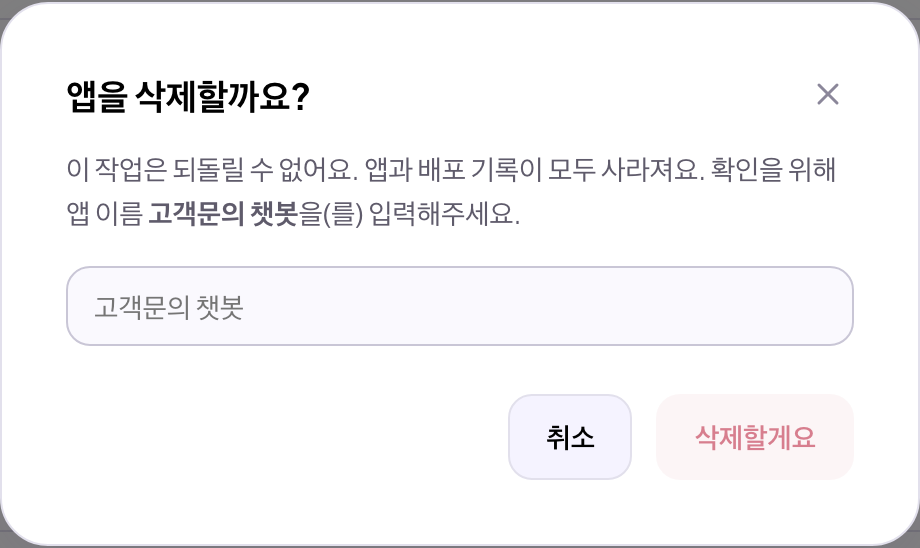 앱을 삭제할까요?
이 작업은 되돌릴 수 없어요. 앱과 배포 기록이 모두 사라져요. 확인을 위해
앱 이름 고객문의 챗봇을(를) 입력해주세요.
고객문의 챗봇
취소
삭제할게요